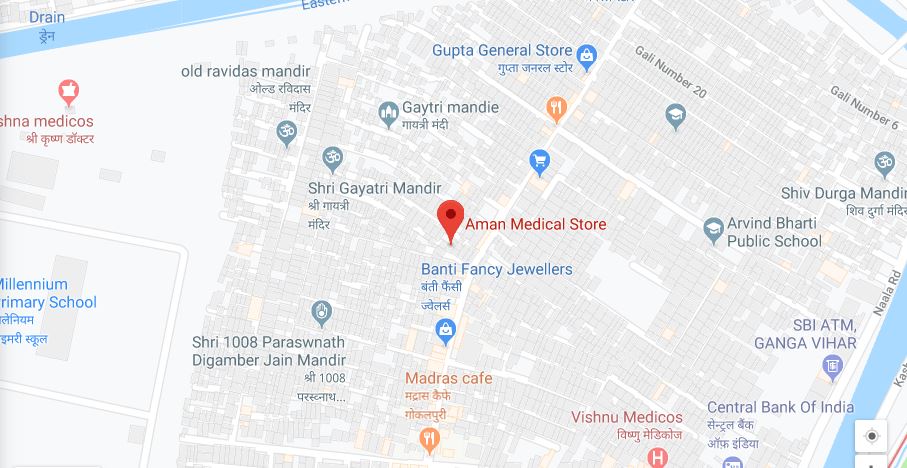 Drain
ड्रेन
Eastern
Gupta General Store
गुप्ता जनरल स्टोर
Gali Number 20
Gali Number 6
old ravidas mandir
ओल्ड रविदास
मंदिर
Gaytri mandie
गायत्री मंदी
shna medicos
श्री कृष्ण डॉक्टर
Shri Gayatri Mandir
श्री गायत्री
मंदिर
Shiv Durga Mandir
शिव दुर्गा मंदिर
Aman Medical Store
Arvind Bharti
Public School
Banti Fancy Jewellers
बंती फैंसी
ज्वेलर्स
Naala Rd
Millennium
rimary School
लेनियम
इमरी स्कूल
Shri 1008 Paraswnath
Digamber Jain Mandir
श्री 1008
परस्व्नाथ...
SBI ATM,
GANGA VIHAR
Madras cafe
मद्रास कैफे
गोकलपुरी
Vishnu Medicos
विष्णु मेडिकोज
Central Bank Of India
सेन्ट्रल बैंक
ऑफ़ इंडिया
Kas